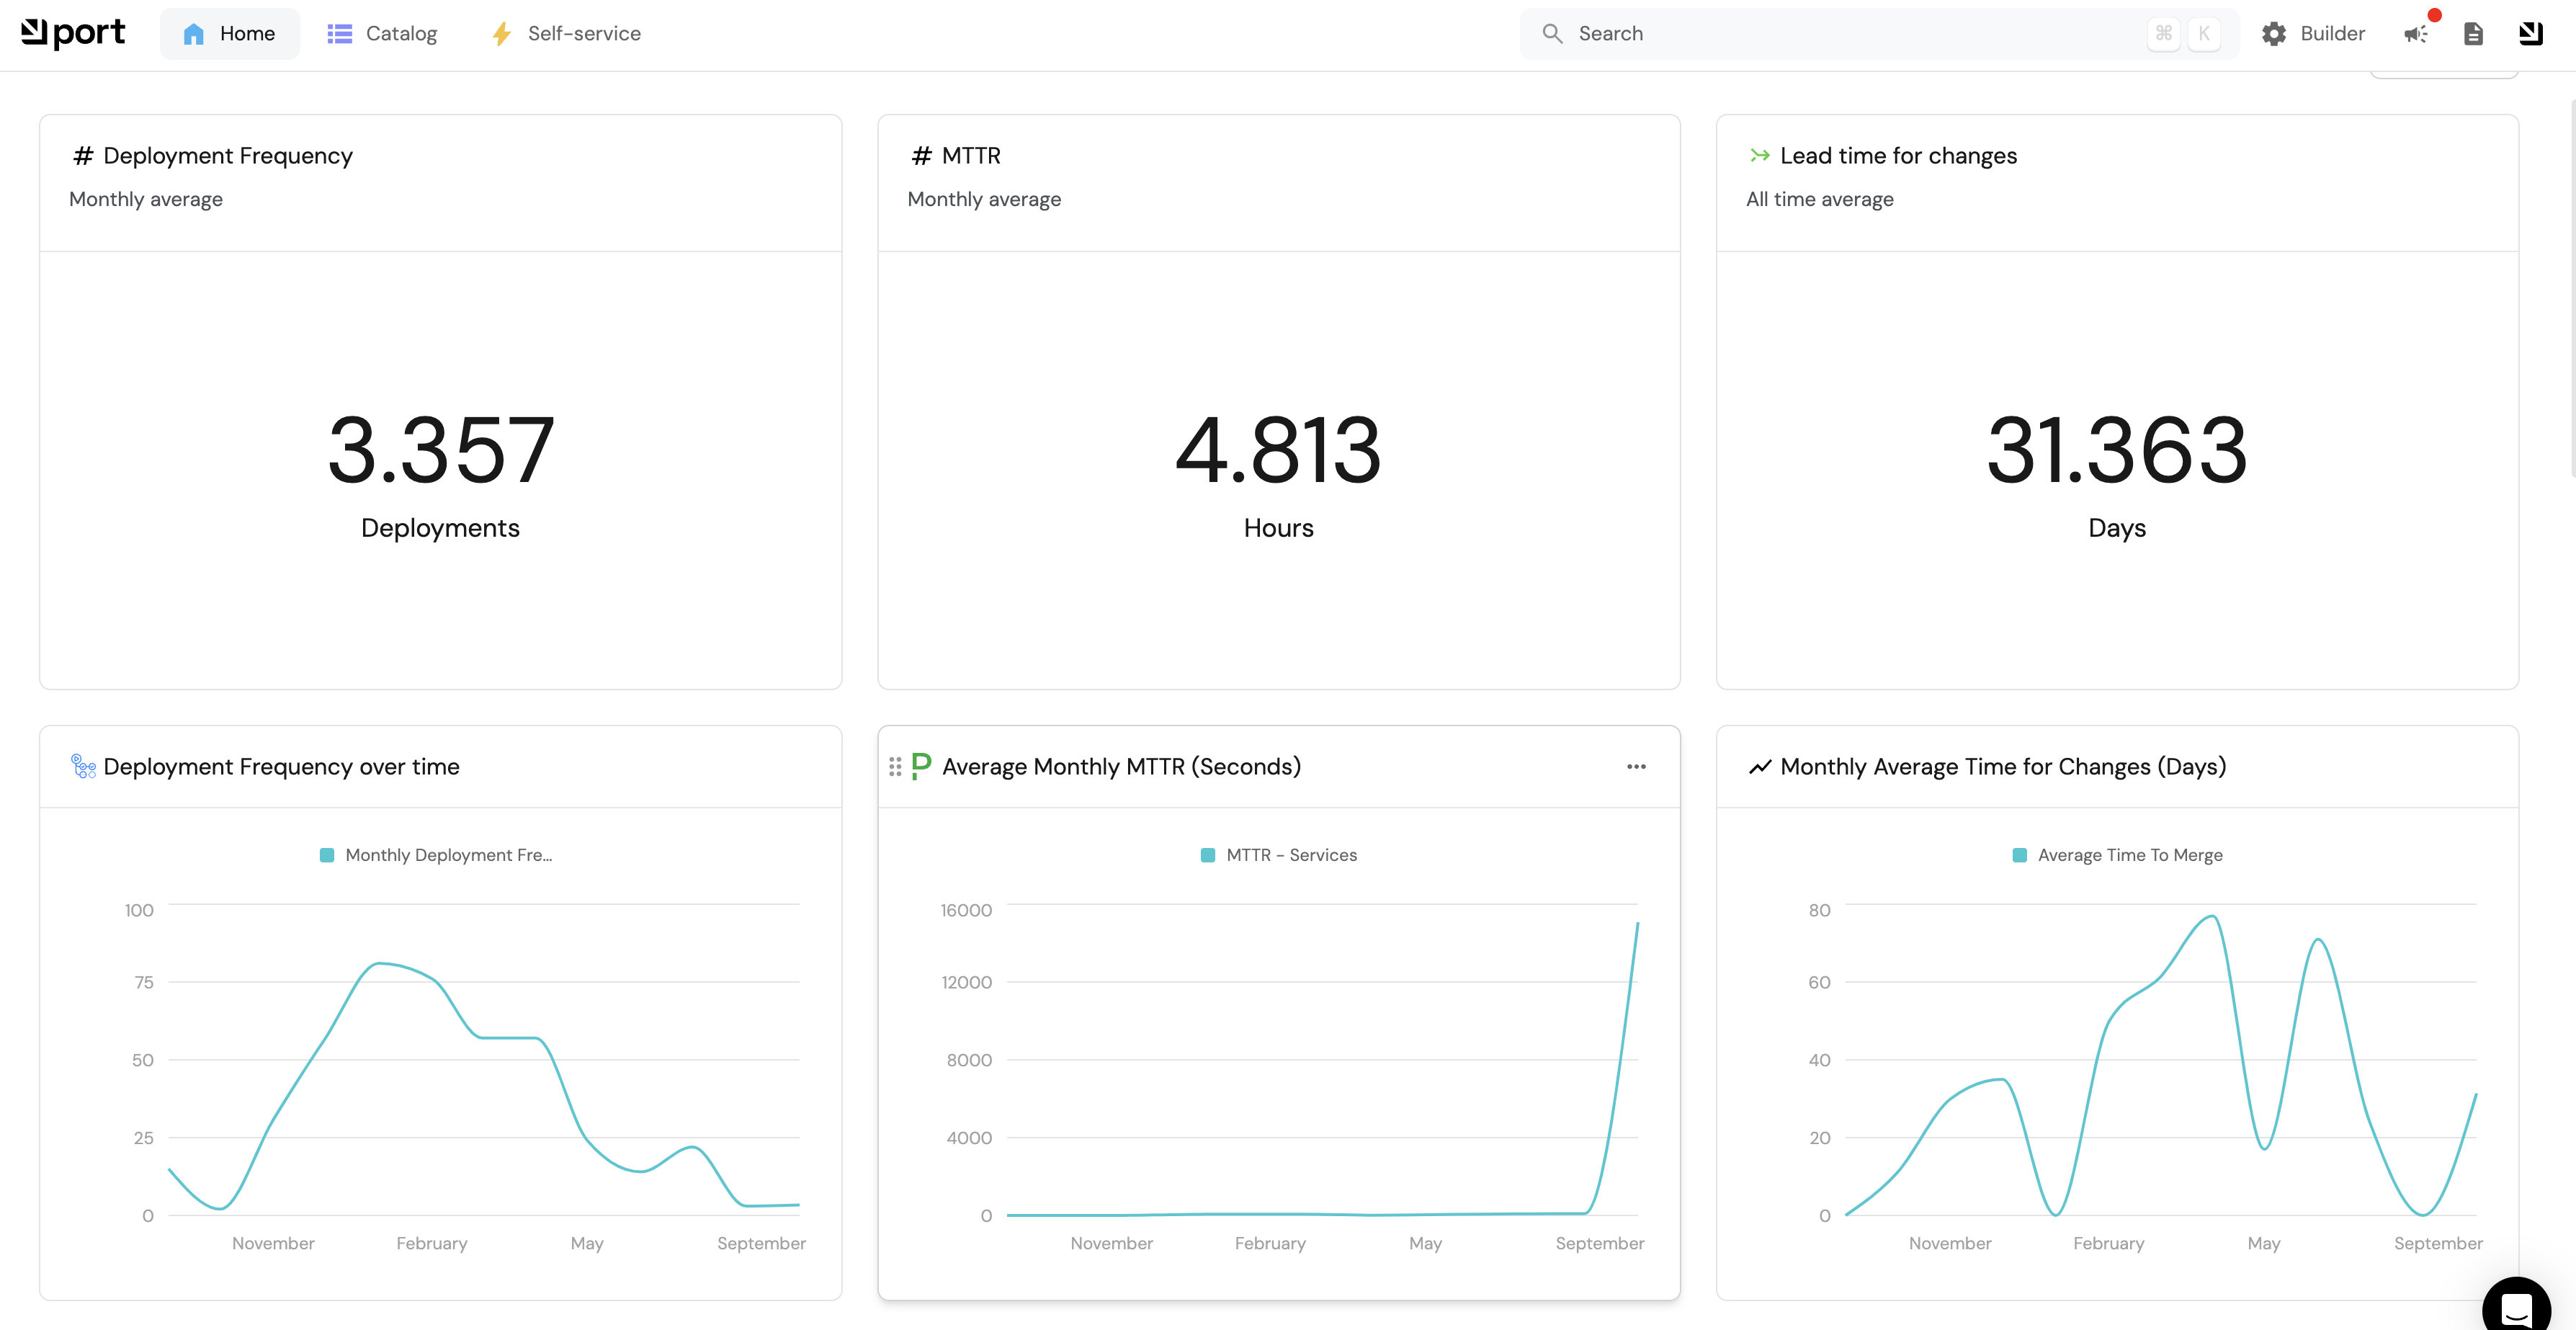 port
Home
Catalog
Self-service
Search
⌘ K
Builder
# Deployment Frequency
Monthly average
3.357
Deployments
# MTTR
Monthly average
4.813
Hours
Lead time for changes
All time average
31.363
Days
Deployment Frequency over time
Monthly Deployment Fre...
100
75
50
25
0
November February May September
Average Monthly MTTR (Seconds)
MTTR - Services
16000
12000
8000
4000
0
November February May September
Monthly Average Time for Changes (Days)
Average Time To Merge
80
60
40
20
0
November February May September